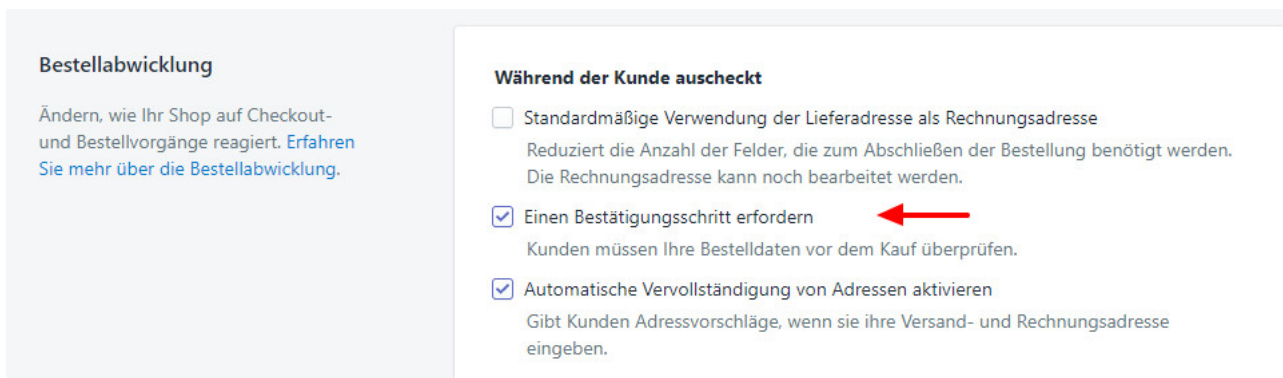 Bestellabwicklung
Ändern, wie Ihr Shop auf Checkout-
und Bestellvorgänge reagiert. Erfahren
Sie mehr über die Bestellabwicklung.
Während der Kunde auscheckt
Standardmäßige Verwendung der Lieferadresse als Rechnungsadresse
Reduziert die Anzahl der Felder, die zum Abschließen der Bestellung benötigt werden.
Die Rechnungsadresse kann noch bearbeitet werden.
Einen Bestätigungsschritt erfordern
Kunden müssen Ihre Bestelldaten vor dem Kauf überprüfen.
Automatische Vervollständigung von Adressen aktivieren
Gibt Kunden Adressvorschläge, wenn sie ihre Versand- und Rechnungsadresse
eingeben.